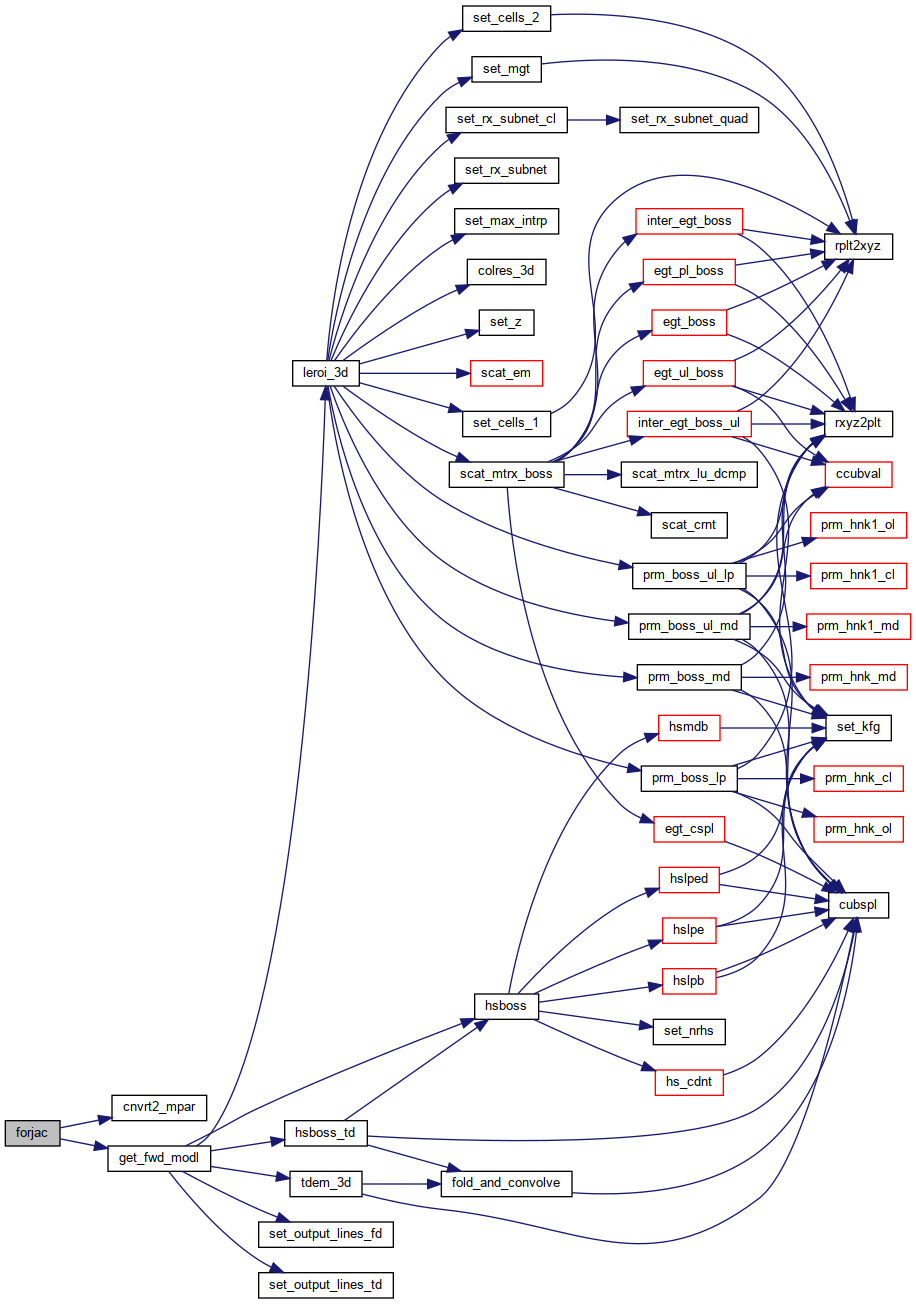 set_cells_2
set_mgt
set_rx_subnet_cl
set_rx_subnet_quad
set_rx_subnet
set_max_intrp
inter_egt_boss
rplt2xyz
colres_3d
egt_pl_boss
set_z
egt_boss
leroi_3d
scat_em
egt_ul_boss
set_cells_1
inter_egt_boss_ul
rxyz2plt
scat_mtrx_boss
scat_mtrx_lu_dcmp
ccubval
scat_crnt
prm_hnk1_ol
prm_boss_ul_lp
prm_hnk1_cl
prm_boss_ul_md
prm_hnk1_md
prm_boss_md
prm_hnk_md
hsmdb
set_kfg
prm_boss_lp
prm_hnk_cl
egt_cspl
prm_hnk_ol
hslped
cubspl
hslpe
hslpb
hsboss
set_nrhs
hs_cdnt
cnvrt2_mpar
forjac
hsboss_td
get_fwd_modl
tdem_3d
fold_and_convolve
set_output_lines_fd
set_output_lines_td